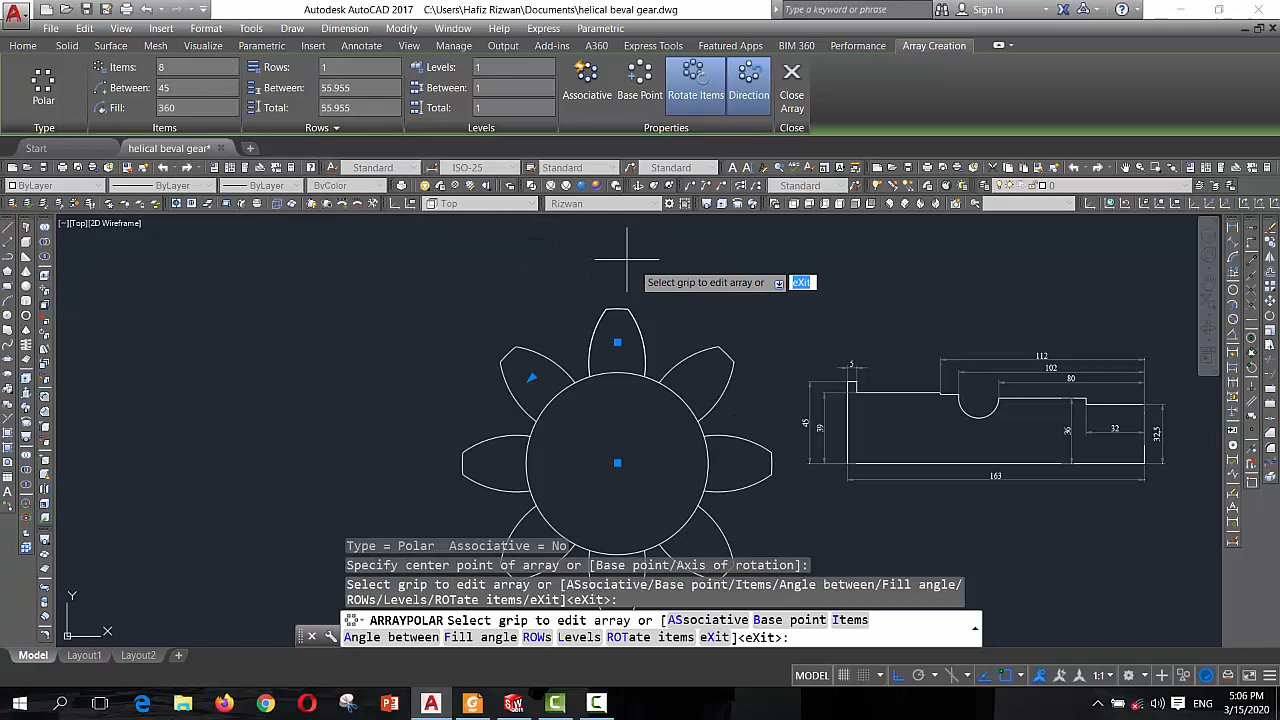 Autodesk AutoCAD 2017 C:\Users\Hafiz Rizwan\Documents\helical beval gear.dwg
Type a keyword or phrase
Sign In
File Edit View Insert Format Tools Draw Dimension Modify Window Help Express Parametric
Home Solid Surface Mesh Visualize Parametric Insert Annotate View Manage Output Add-ins A360 Express Tools Featured Apps BIM 360 Performance Array Creation
Items: 8 Rows: 1 Levels: 1
Between: 45 Between: 55.955 Between: 1
Fill: 360 Total: 55.955 Total: 1
Polar
Associative Base Point Rotate Items Direction Close Array
Type Items Rows Levels Properties Close
Start helical beval gear*
Standard ISO-25 Standard Standard
ByLayer ByLayer ByLayer ByColor Standard 0
Top Rizwan
[−][Top][2D Wireframe]
Select grip to edit array or eXit
112
5
102
80
45
39
36
32
32,5
163
Type = Polar Associative = No
Specify center point of array or [Base point/Axis of rotation]:
Select grip to edit array or [ASsociative/Base point/Items/Angle between/Fill angle/
ROWs/Levels/ROTate items/eXit]<eXit>:
ARRAYPOLAR Select grip to edit array or [ASsociative Base point Items
Angle between Fill angle ROWs Levels ROTate items eXit]<eXit>:
Y
X
Model Layout1 Layout2
MODEL 1:1
ENG
5:06 PM
3/15/2020